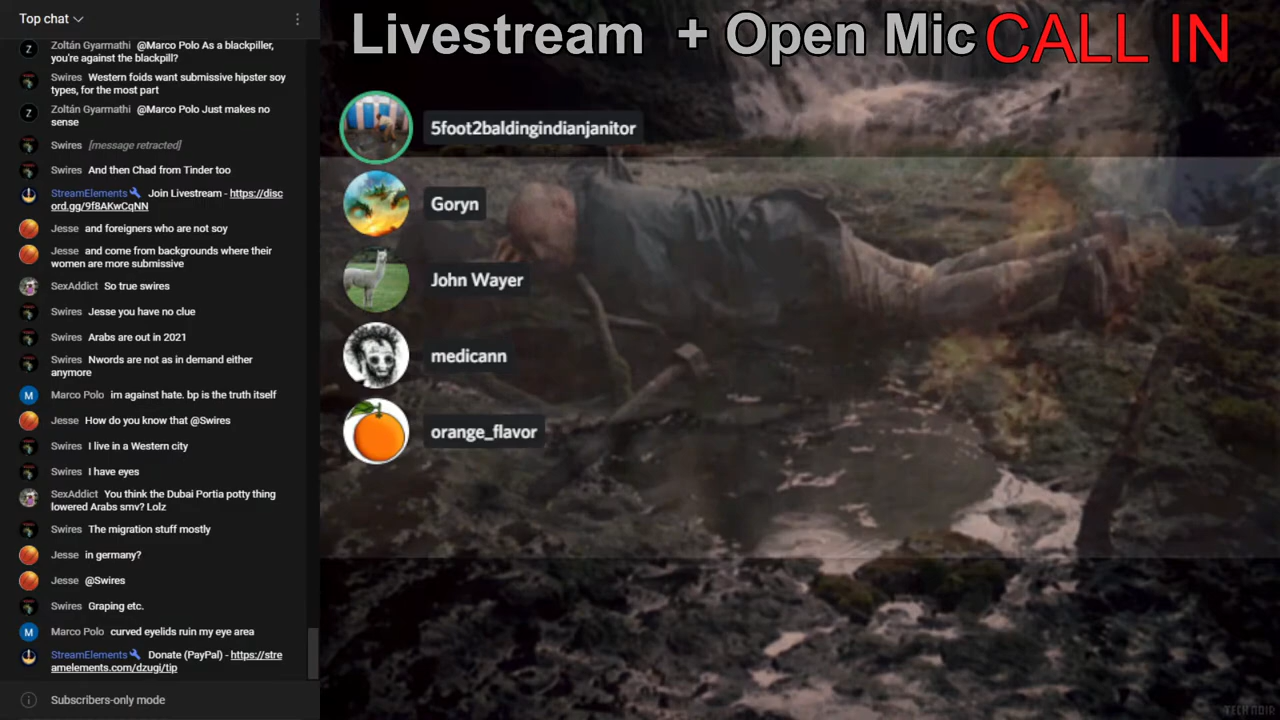 Top chat
Livestream + Open Mic CALL IN
Zoltán Gyarmathi @Marco Polo As a blackpiller,
you're against the blackpill?
Swires Western foids want submissive hipster soy
types, for the most part
Zoltán Gyarmathi @Marco Polo Just makes no
sense
Swires [message retracted]
Swires And then Chad from Tinder too
StreamElements Join Livestream - https://disc
ord.gg/9f8AKwCqNN
Jesse and foreigners who are not soy
Jesse and come from backgrounds where their
women are more submissive
SexAddict So true swires
Swires Jesse you have no clue
Swires Arabs are out in 2021
Swires Nwords are not as in demand either
anymore
Marco Polo im against hate. bp is the truth itself
Jesse How do you know that @Swires
Swires I live in a Western city
Swires I have eyes
SexAddict You think the Dubai Portia potty thing
lowered Arabs smv? Lolz
Swires The migration stuff mostly
Jesse in germany?
Jesse @Swires
Swires Graping etc.
Marco Polo curved eyelids ruin my eye area
StreamElements Donate (PayPal) - https://stre
amelements.com/dzugi/tip
Subscribers-only mode
5foot2baldingindianjanitor
Goryn
John Wayer
medicann
orange_flavor
TECH NOIR